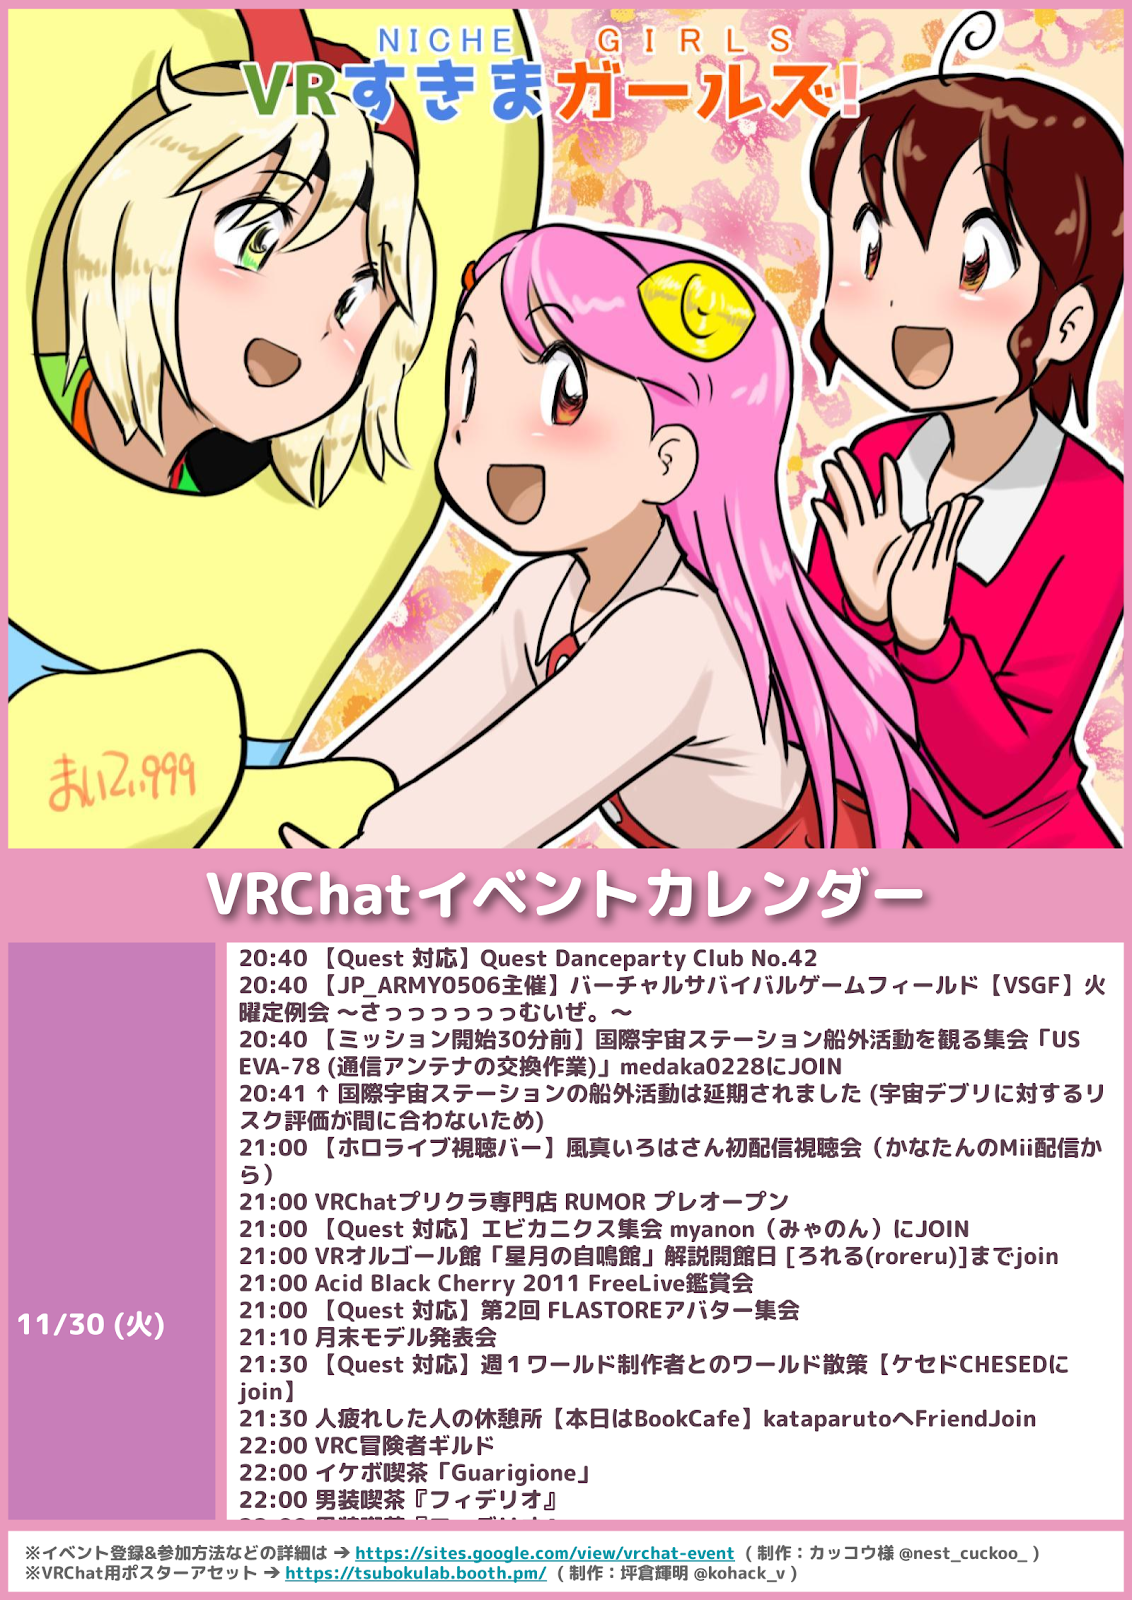 NICHE GIRLS
VRすきまガールズ!
まいてぃ999
VRChatイベントカレンダー
11/30 (火)
20:40 【Quest 対応】Quest Danceparty Club No.42
20:40 【JP_ARMY0506主催】バーチャルサバイバルゲームフィールド【VSGF】火
曜定例会 〜さっっっっっっむいぜ。〜
20:40 【ミッション開始30分前】国際宇宙ステーション船外活動を観る集会「US
EVA-78 (通信アンテナの交換作業)」medaka0228にJOIN
20:41 ↑ 国際宇宙ステーションの船外活動は延期されました (宇宙デブリに対するリ
スク評価が間に合わないため)
21:00 【ホロライブ視聴バー】風真いろはさん初配信視聴会（かなたんのMii配信か
ら）
21:00 VRChatプリクラ専門店 RUMOR プレオープン
21:00 【Quest 対応】エビカニクス集会 myanon（みゃのん）にJOIN
21:00 VRオルゴール館「星月の自鳴館」解説開館日 [ろれる(roreru)]までjoin
21:00 Acid Black Cherry 2011 FreeLive鑑賞会
21:00 【Quest 対応】第2回 FLASTOREアバター集会
21:10 月末モデル発表会
21:30 【Quest 対応】週１ワールド制作者とのワールド散策【ケセドCHESEDに
join】
21:30 人疲れした人の休憩所【本日はBookCafe】kataparutoへFriendJoin
22:00 VRC冒険者ギルド
22:00 イケボ喫茶「Guarigione」
22:00 男装喫茶『フィデリオ』
※イベント登録&参加方法などの詳細は → https://sites.google.com/view/vrchat-event ( 制作：カッコウ様 @nest_cuckoo_ )
※VRChat用ポスターアセット → https://tsubokulab.booth.pm/ ( 制作：坪倉輝明 @kohack_v )